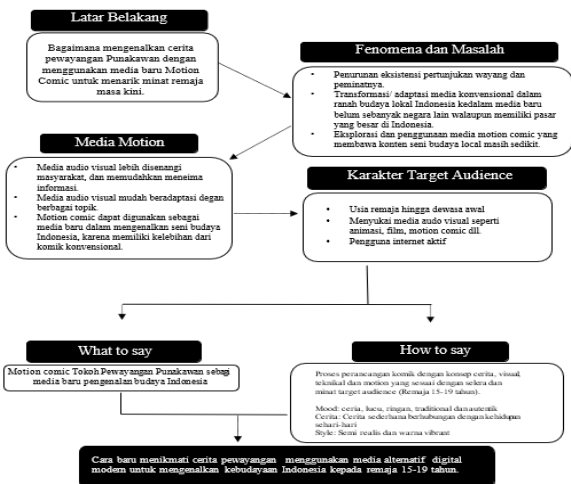 Latar Belakang
Bagaimana mengenalkan cerita
pewayangan Punakawan dengan
menggunakan media baru Motion
Comic untuk menarik minat remaja
masa kini.
Fenomena dan Masalah
• Penurunan eksistensi pertunjukan wayang dan
peminatnya.
• Transformasi/ adaptasi media konvensional dalam
ranah budaya lokal Indonesia kedalam media baru
belum sebanyak negara lain walaupun memiliki pasar
yang besar di Indonesia.
• Eksplorasi dan penggunaan media motion comic yang
membawa konten seni budaya local masih sedikit.
Media Motion
• Media audio visual lebih disenangi
masyarakat, dan memudahkan meneima
informasi.
• Media audio visual mudah beradaptasi degan
berbagai topik.
• Motion comic dapat digunakan sebagai
media baru dalam mengenalkan seni budaya
Indonesia, karena memiliki kelebihan dari
komik konvensional.
Karakter Target Audience
• Usia remaja hingga dewasa awal
• Menyukai media audo visual seperti
animasi, film, motion comic dll.
• Pengguna internet aktif
What to say
Motion comic Tokoh Pewayangan Punakawan sebagi
media baru pengenalan budaya Indonesia
How to say
Proses perancangan komik dengan konsep cerita, visual,
teknikal dan motion yang sesuai dengan selera dan
minat target audience (Remaja 15-19 tahun).
Mood: ceria, lucu, ringan, traditional dan autentik
Cerita: Cerita sederhana berhubungan dengan kehidupan
sehari-hari
Style: Semi realis dan warna vibrant
Cara baru menikmati cerita pewayangan menggunakan media alternatif digital
modern untuk mengenalkan kebudayaan Indonesia kepada remaja 15-19 tahun.